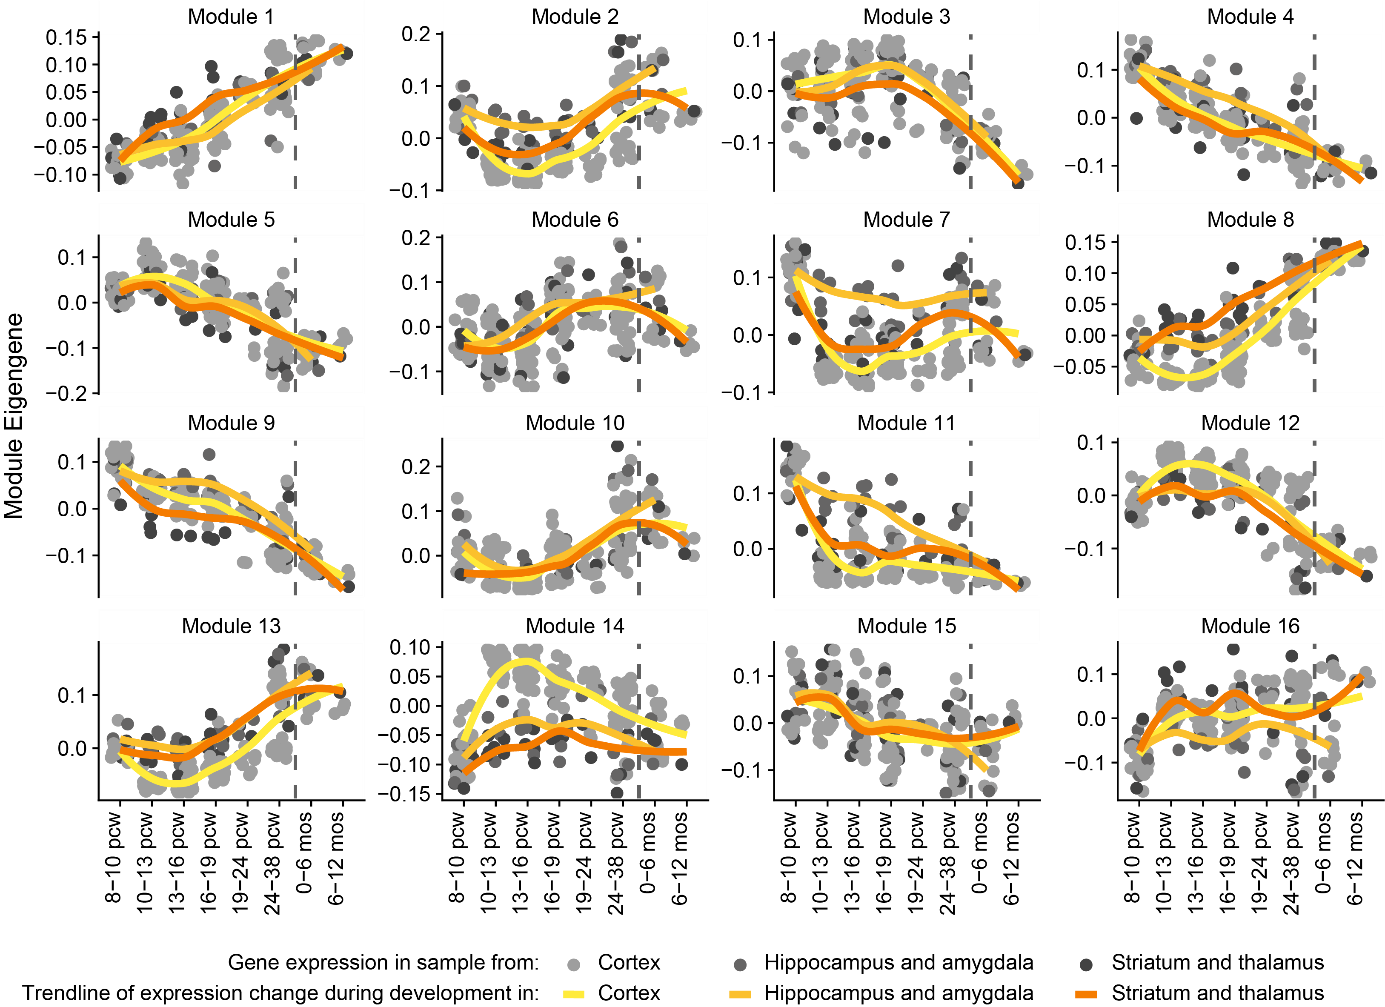 Module 1 Module 2 Module 3 Module 4
0.15 0.10 0.05 0.00 −0.05 −0.10
0.2 0.1 0.0 −0.1
0.1 0.0 −0.1
0.1 0.0 −0.1
Module 5 Module 6 Module 7 Module 8
0.1 0.0 −0.1 −0.2
0.2 0.1 0.0 −0.1
0.1 0.0 −0.1
0.15 0.10 0.05 0.00 −0.05
Module Eigengene
Module 9 Module 10 Module 11 Module 12
0.1 0.0 −0.1
0.2 0.1 0.0
0.1 0.0
0.1 0.0 −0.1
Module 13 Module 14 Module 15 Module 16
0.1 0.0
0.10 0.05 0.00 −0.05 −0.10 −0.15
0.1 0.0 −0.1
0.1 0.0 −0.1
8−10 pcw 10−13 pcw 13−16 pcw 16−19 pcw 19−24 pcw 24−38 pcw 0−6 mos 6−12 mos
8−10 pcw 10−13 pcw 13−16 pcw 16−19 pcw 19−24 pcw 24−38 pcw 0−6 mos 6−12 mos
8−10 pcw 10−13 pcw 13−16 pcw 16−19 pcw 19−24 pcw 24−38 pcw 0−6 mos 6−12 mos
8−10 pcw 10−13 pcw 13−16 pcw 16−19 pcw 19−24 pcw 24−38 pcw 0−6 mos 6−12 mos
Gene expression in sample from: Cortex Hippocampus and amygdala Striatum and thalamus
Trendline of expression change during development in: Cortex Hippocampus and amygdala Striatum and thalamus